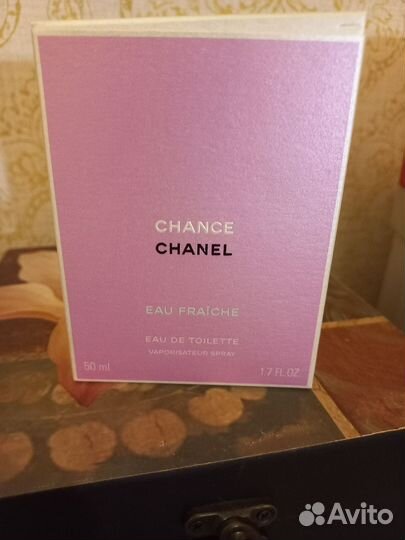 CHANCE
CHANEL
EAU FRAÎCHE
EAU DE TOILETTE
VAPORISATEUR SPRAY
50 ml 1.7 FL.OZ
Avito